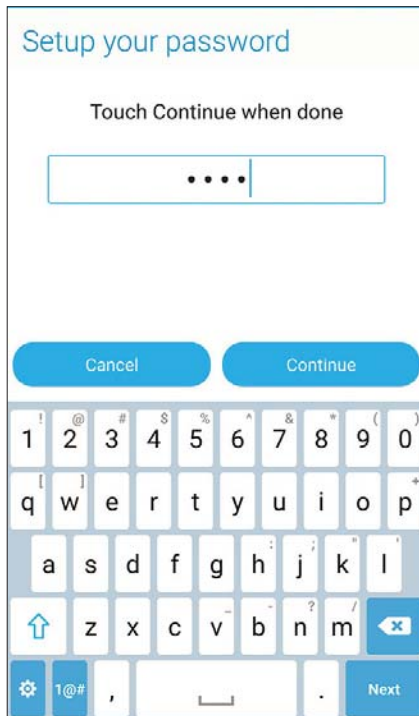 Setup your password
Touch Continue when done
••••
Cancel Continue
! @ # $ % ^ & * ( )
1 2 3 4 5 6 7 8 9 0
[ ] +
q w e r t y u i o p
: ; " '
a s d f g h j k l
_ - ? /
z x c v b n m
1@# , . Next